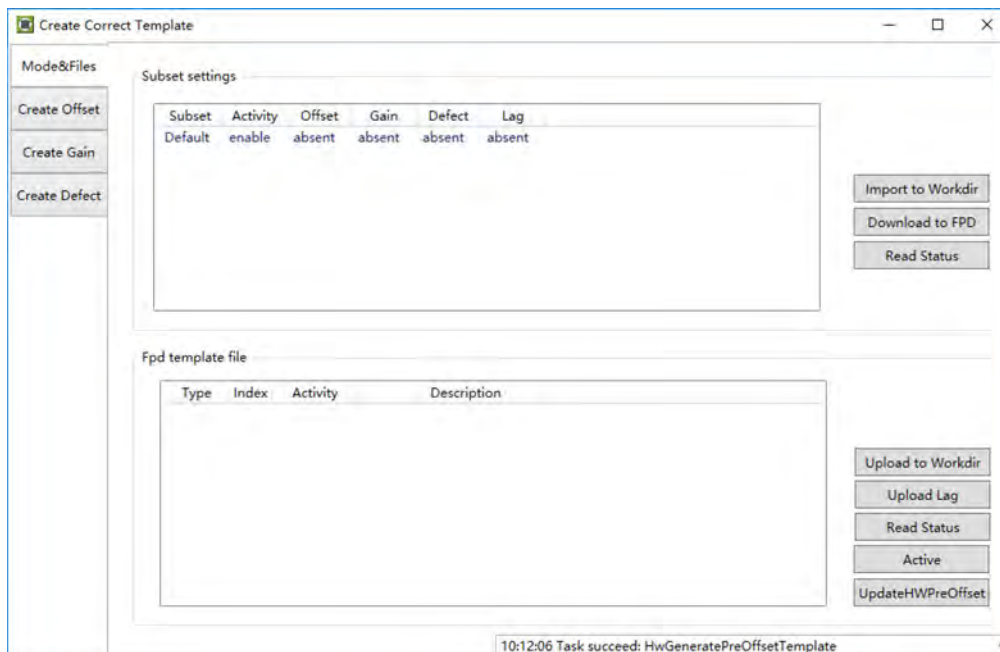 Create Correct Template
Mode&Files
Create Offset
Create Gain
Create Defect
Subset settings
Subset Activity Offset Gain Defect Lag
Default enable absent absent absent absent
Import to Workdir
Download to FPD
Read Status
Fpd template file
Type Index Activity Description
Upload to Workdir
Upload Lag
Read Status
Active
UpdateHWPreOffset
10:12:06 Task succeed: HwGeneratePreOffsetTemplate